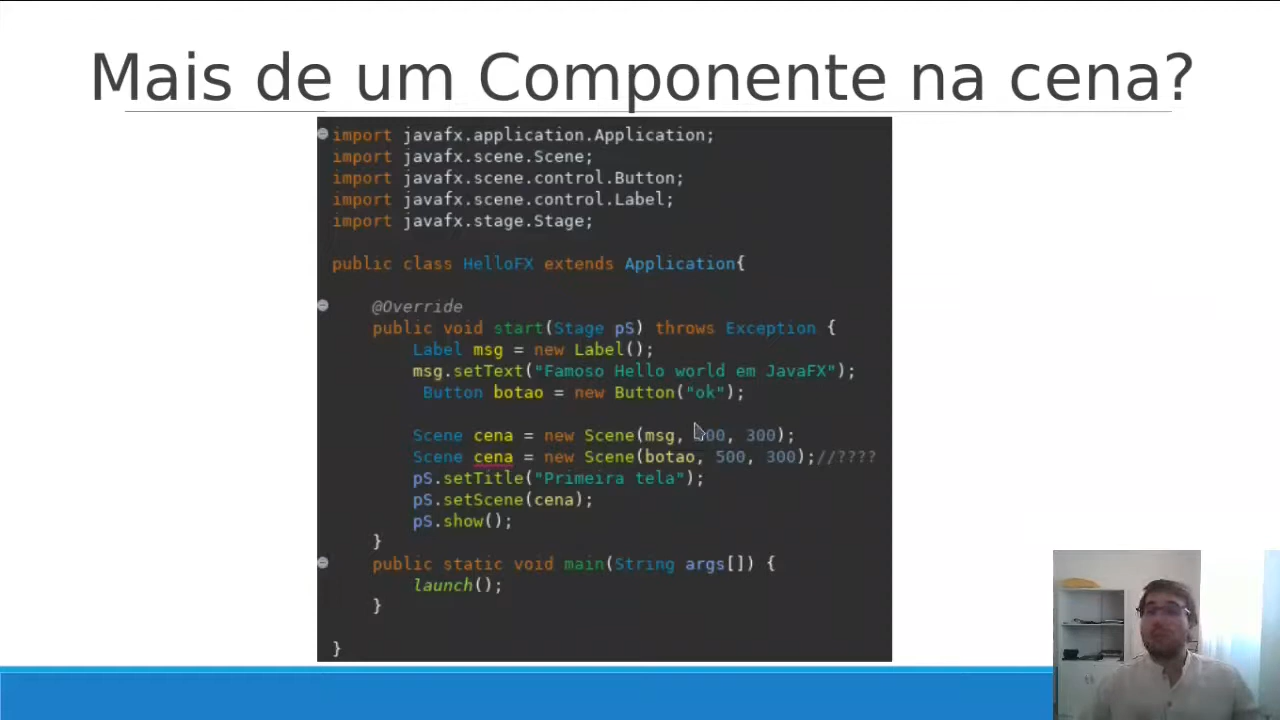 Mais de um Componente na cena?
import javafx.application.Application;
import javafx.scene.Scene;
import javafx.scene.control.Button;
import javafx.scene.control.Label;
import javafx.stage.Stage;
public class HelloFX extends Application{
@Override
public void start(Stage pS) throws Exception {
Label msg = new Label();
msg.setText("Famoso Hello world em JavaFX");
Button botao = new Button("ok");
Scene cena = new Scene(msg, 500, 300);
Scene cena = new Scene(botao, 500, 300);//????
pS.setTitle("Primeira tela");
pS.setScene(cena);
pS.show();
}
public static void main(String args[]) {
launch();
}
}